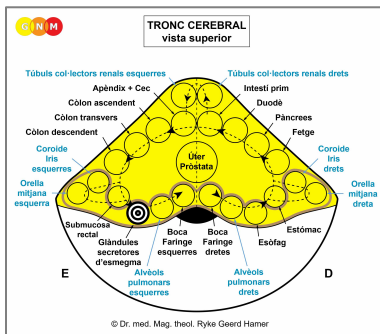 GNM
TRONC CEREBRAL
vista superior
Túbuls col·lectors renals esquerres
Túbuls col·lectors renals drets
Apèndix + Cec
Intestí prim
Còlon ascendent
Duodè
Còlon transvers
Pàncrees
Còlon descendent
Fetge
Coroide
Iris
esquerres
Coroide
Iris
drets
Úter
Pròstata
Orella
mitjana
esquerra
Orella
mitjana
dreta
Submucosa
rectal
Glàndules
secretores
d'esmegma
Boca
Faringe
esquerres
Boca
Faringe
dretes
Esòfag
Estómac
Alvèols
pulmonars
esquerres
Alvèols
pulmonars
drets
E
D
© Dr. med. Mag. theol. Ryke Geerd Hamer